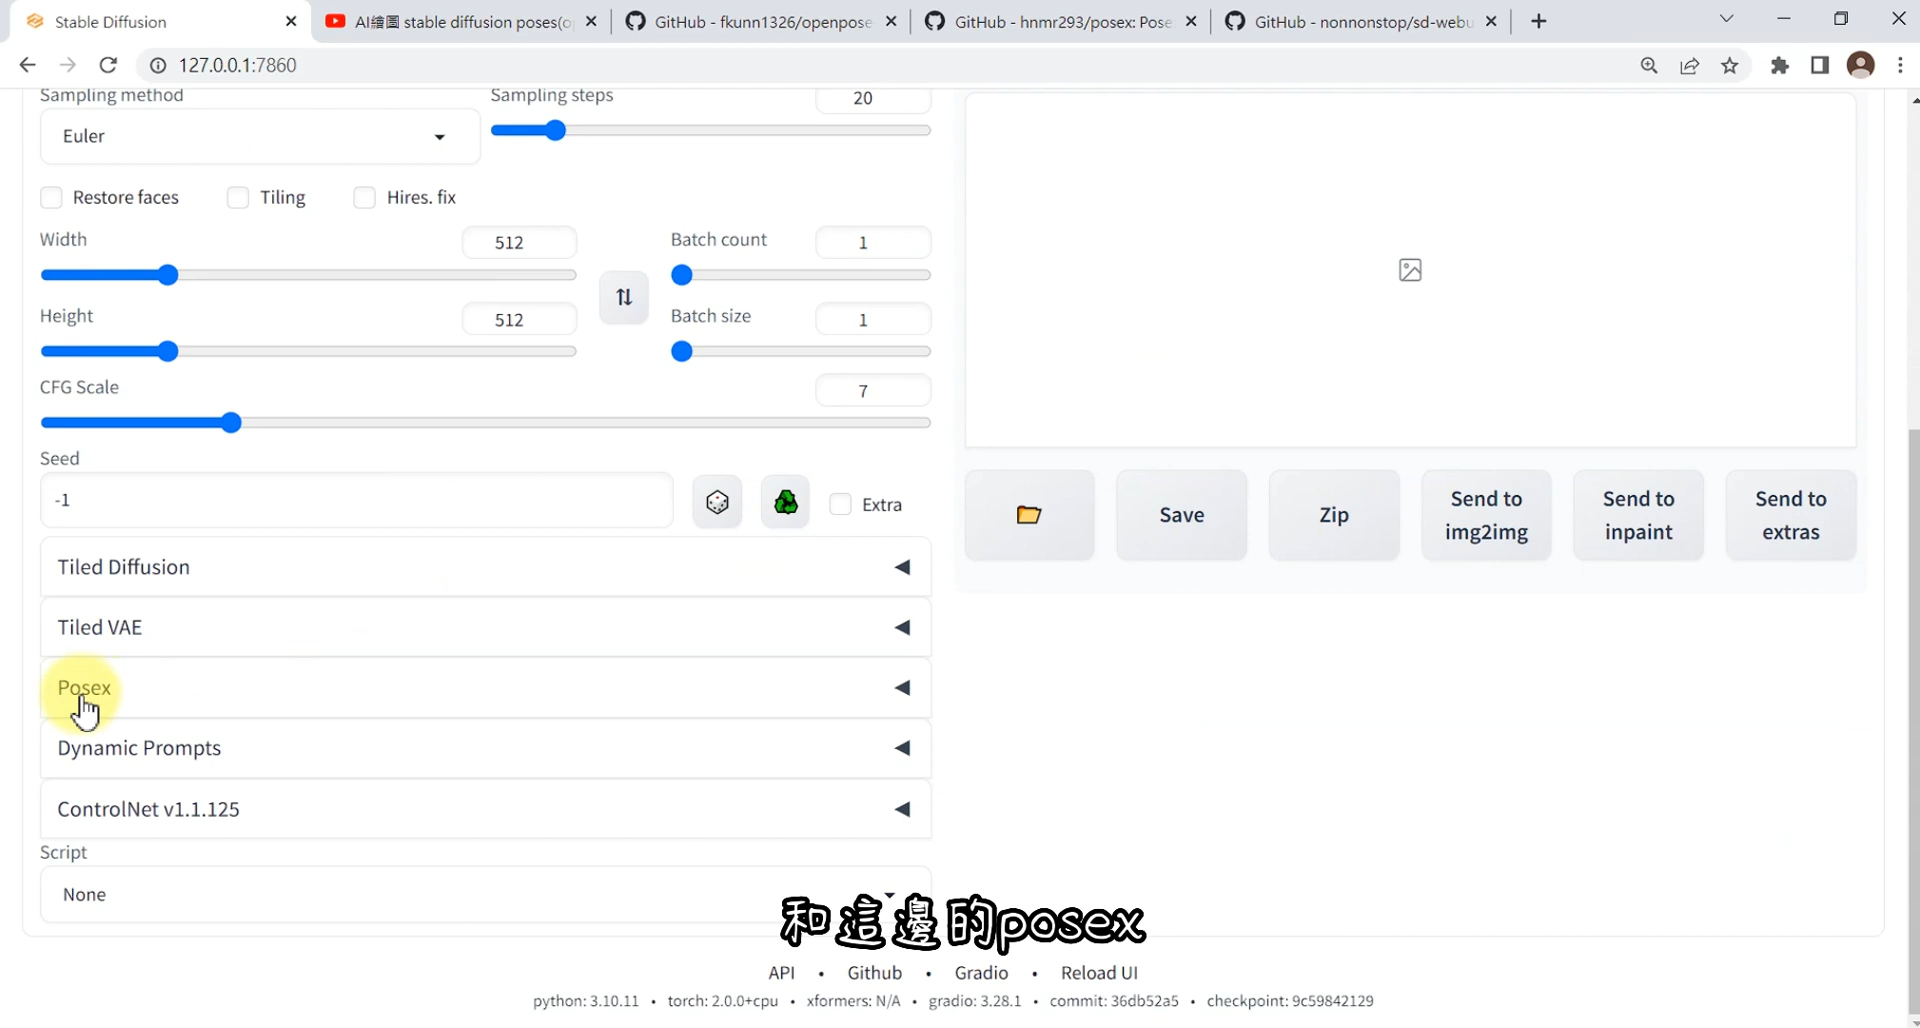 Stable Diffusion
AI繪圖 stable diffusion poses(o
GitHub - fkunn1326/openpose
GitHub - hnmr293/posex: Pose
GitHub - nonnonstop/sd-webu
127.0.0.1:7860
Sampling method
Sampling steps
20
Euler
Restore faces
Tiling
Hires. fix
Width
512
Batch count
1
Height
512
Batch size
1
CFG Scale
7
Seed
-1
Extra
Save
Zip
Send to
img2img
Send to
inpaint
Send to
extras
Tiled Diffusion
Tiled VAE
Posex
Dynamic Prompts
ControlNet v1.1.125
Script
None
和這邊的posex
API • Github • Gradio • Reload UI
python: 3.10.11 • torch: 2.0.0+cpu • xformers: N/A • gradio: 3.28.1 • commit: 36db52a5 • checkpoint: 9c59842129